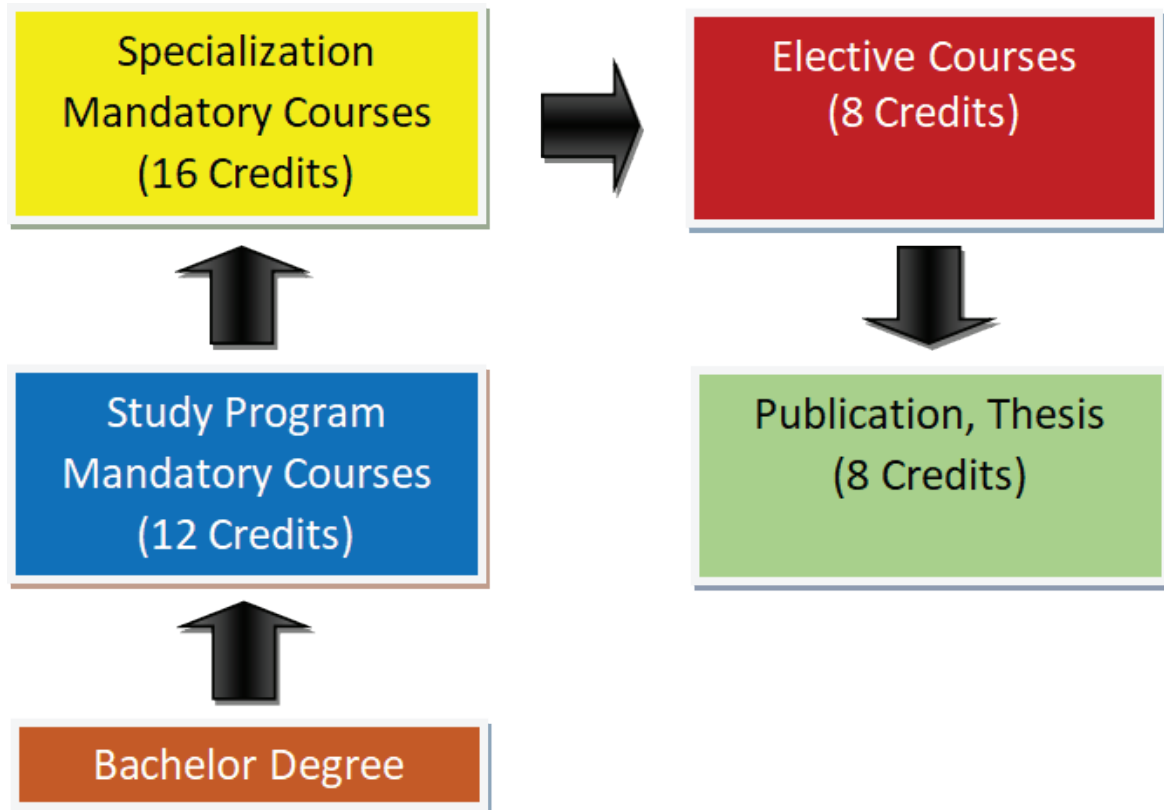 Specialization
Mandatory Courses
(16 Credits)
Elective Courses
(8 Credits)
Study Program
Mandatory Courses
(12 Credits)
Publication, Thesis
(8 Credits)
Bachelor Degree